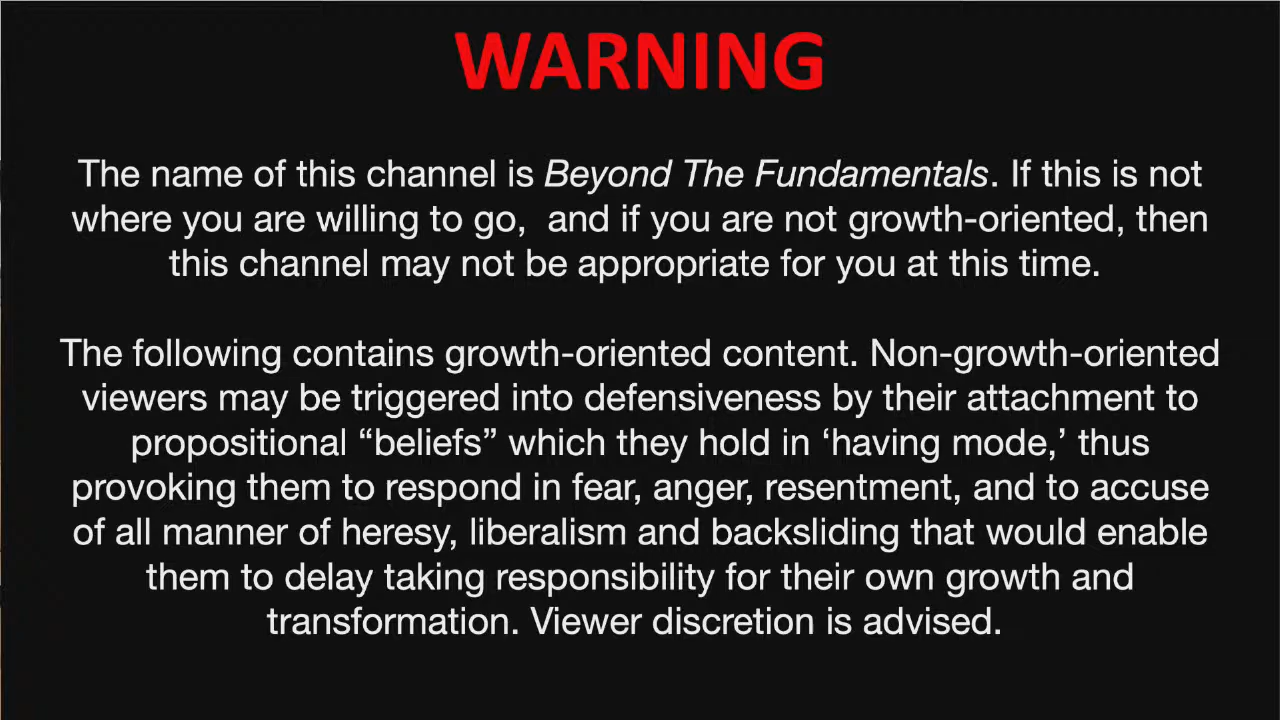 WARNING
The name of this channel is Beyond The Fundamentals. If this is not
where you are willing to go,  and if you are not growth-oriented, then
this channel may not be appropriate for you at this time.
The following contains growth-oriented content. Non-growth-oriented
viewers may be triggered into defensiveness by their attachment to
propositional “beliefs” which they hold in ‘having mode,’ thus
provoking them to respond in fear, anger, resentment, and to accuse
of all manner of heresy, liberalism and backsliding that would enable
them to delay taking responsibility for their own growth and
transformation. Viewer discretion is advised.